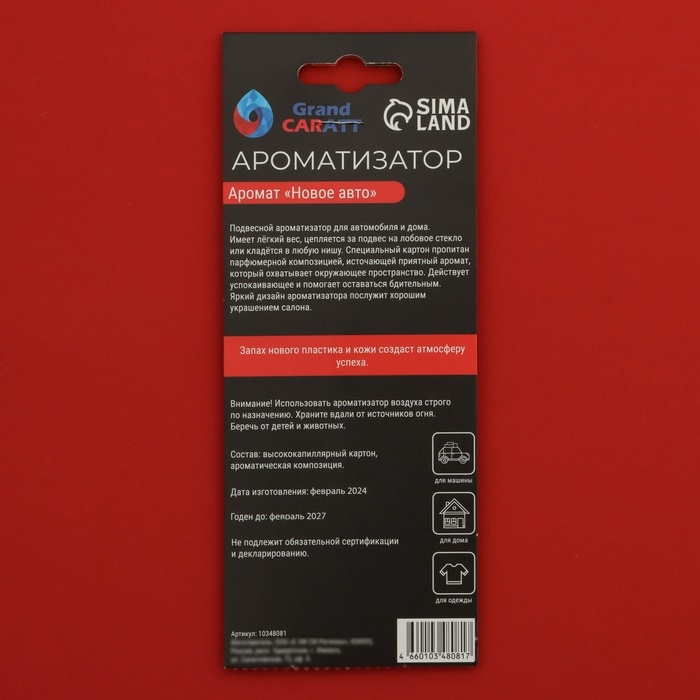 Grand
CARATT
SIMA
LAND
АРОМАТИЗАТОР
Аромат «Новое авто»
Подвесной ароматизатор для автомобиля и дома.
Имеет лёгкий вес, цепляется за подвес на лобовое стекло
или кладётся в любую нишу. Специальный картон пропитан
парфюмерной композицией, источающей приятный аромат,
который охватывает окружающее пространство. Действует
успокаивающее и помогает оставаться бдительным.
Яркий дизайн ароматизатора послужит хорошим
украшением салона.
Запах нового пластика и кожи создаст атмосферу
успеха.
Внимание! Использовать ароматизатор воздуха строго
по назначению. Храните вдали от источников огня.
Беречь от детей и животных.
Состав: высококапиллярный картон,
ароматическая композиция.
Дата изготовления: февраль 2024
Годен до: февраль 2027
Не подлежит обязательной сертификации
и декларированию.
для машины
для дома
для одежды
Артикул: 10348081
4 660103 480817